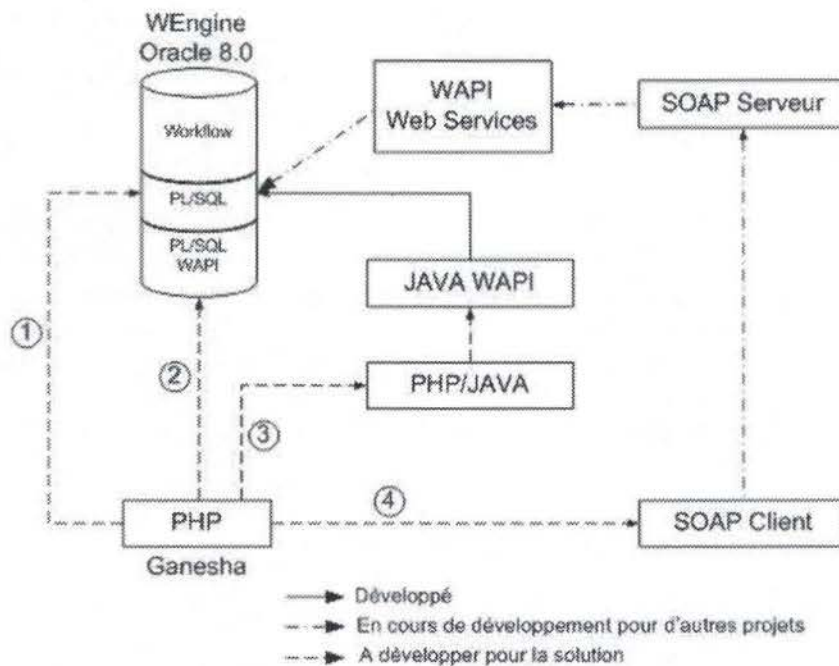 WEngine
Oracle 8.0
Workflow
PL/SQL
PL/SQL
WAPI
WAPI
Web Services
SOAP Serveur
JAVA WAPI
PHP/JAVA
1
2
3
4
PHP
Ganesha
SOAP Client
Développé
En cours de développement pour d'autres projets
A développer pour la solution